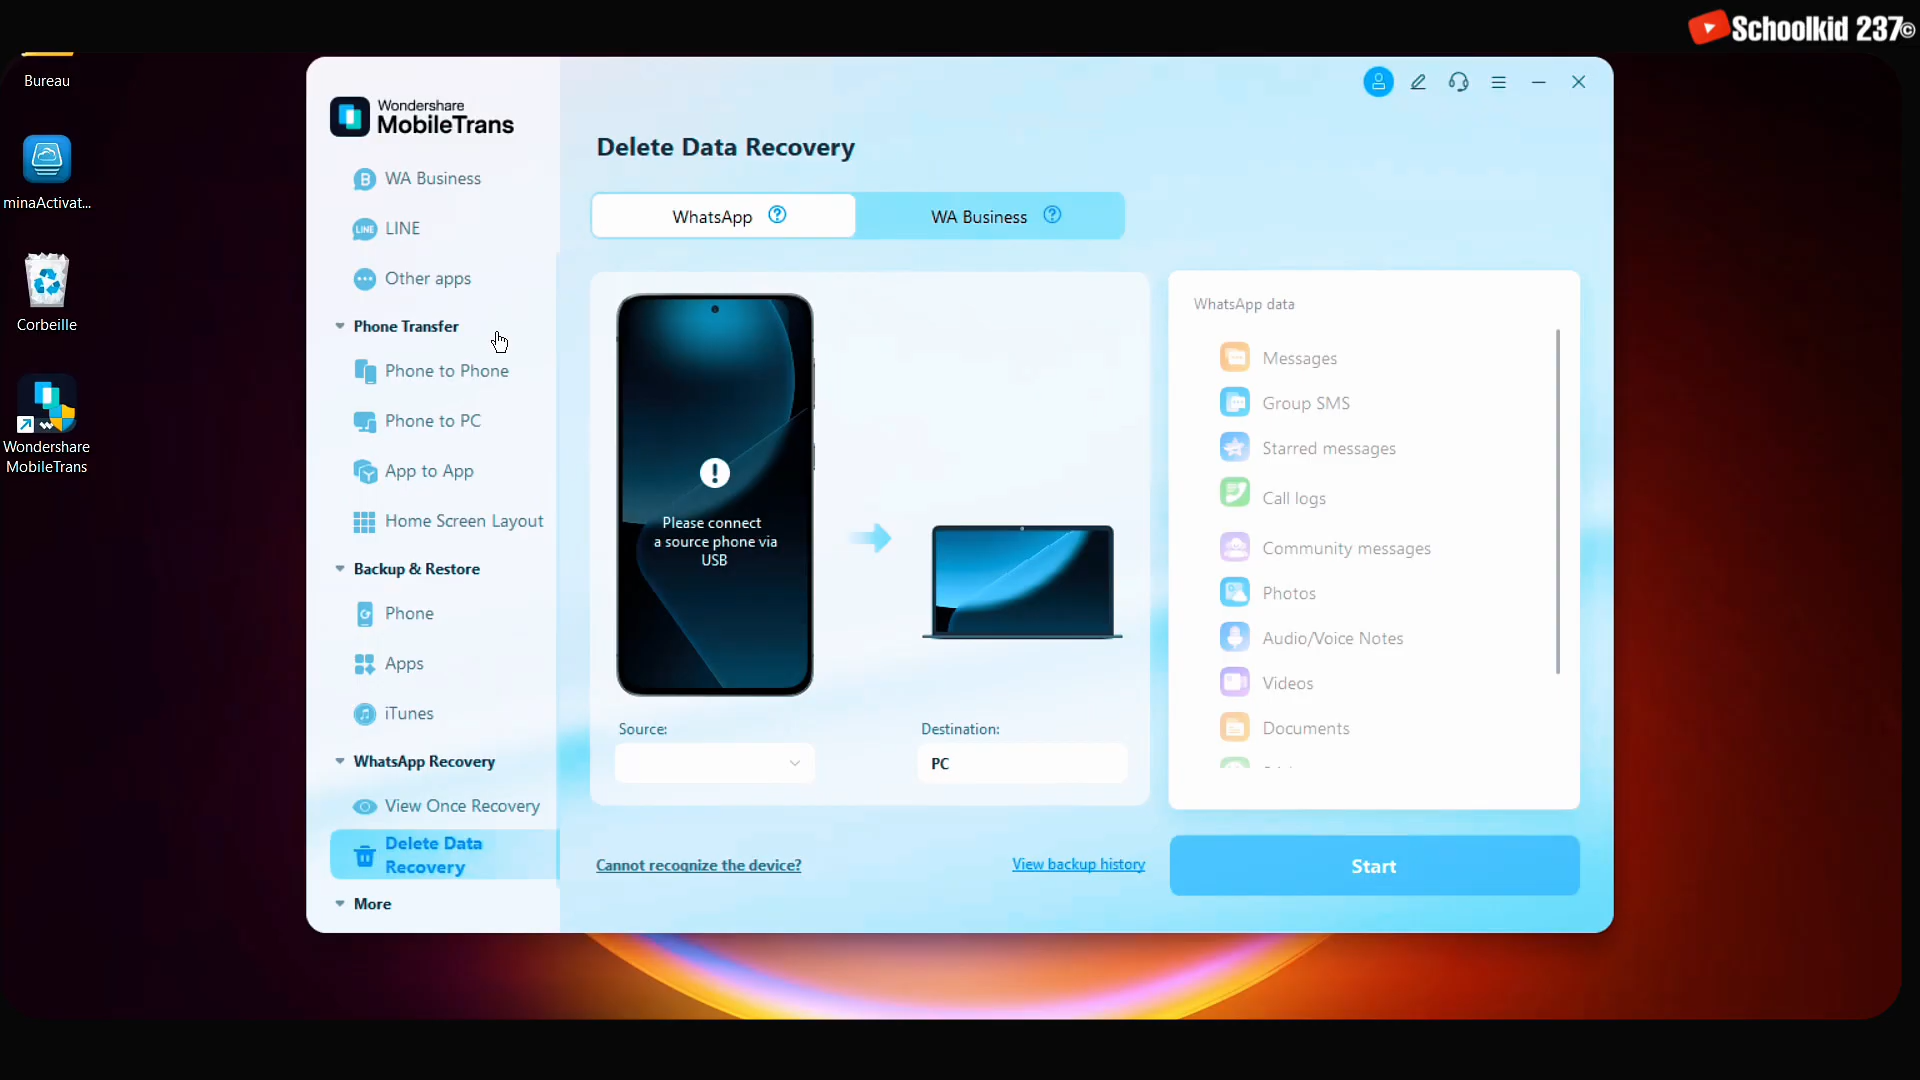 Schoolkid 237©
Bureau
minaActivat...
Corbeille
Wondershare
MobileTrans
Wondershare
MobileTrans
WA Business
LINE
LINE
Other apps
Phone Transfer
Phone to Phone
Phone to PC
App to App
Home Screen Layout
Backup & Restore
Phone
Apps
iTunes
WhatsApp Recovery
View Once Recovery
Delete Data
Recovery
More
Delete Data Recovery
WhatsApp
WA Business
Please connect
a source phone via
USB
Source:
Destination:
PC
Cannot recognize the device?
View backup history
WhatsApp data
Messages
Group SMS
Starred messages
Call logs
Community messages
Photos
Audio/Voice Notes
Videos
Documents
Start